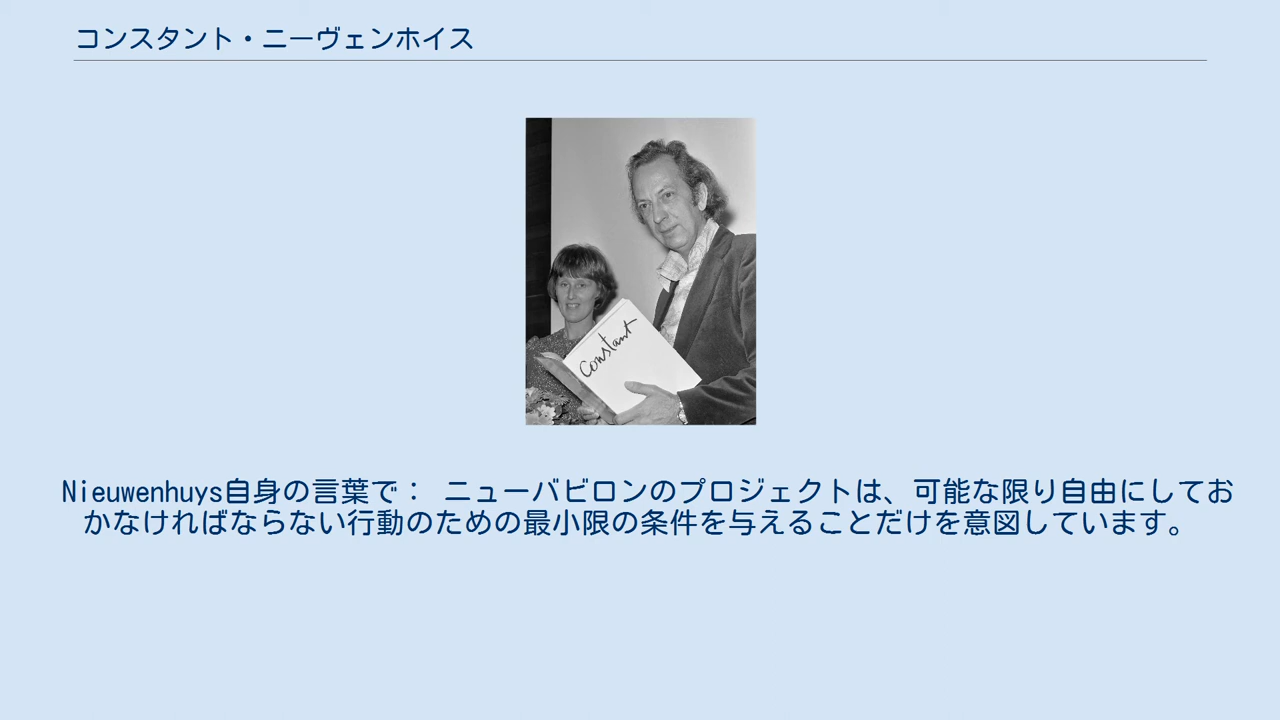 コンスタント・ニーヴェンホイス
Constant
Nieuwenhuys自身の言葉で： ニューバビロンのプロジェクトは、可能な限り自由にしてお
かなければならない行動のための最小限の条件を与えることだけを意図しています。